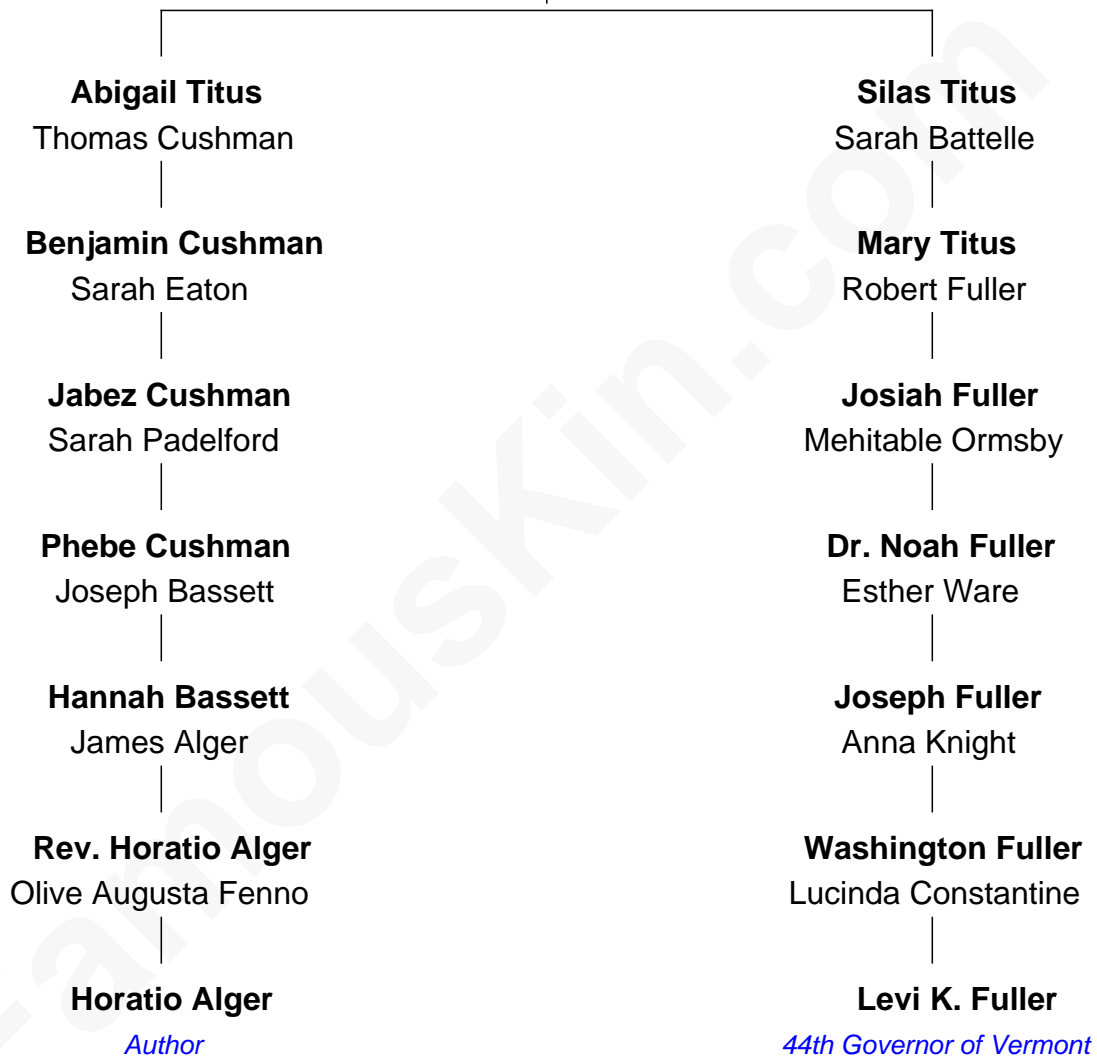 Abigail Titus
Thomas Cushman
Benjamin Cushman
Sarah Eaton
Jabez Cushman
Sarah Padelford
Phebe Cushman
Joseph Bassett
Hannah Bassett
James Alger
Rev. Horatio Alger
Olive Augusta Fenno
Horatio Alger
Author
Silas Titus
Sarah Battelle
Mary Titus
Robert Fuller
Josiah Fuller
Mehitable Ormsby
Dr. Noah Fuller
Esther Ware
Joseph Fuller
Anna Knight
Washington Fuller
Lucinda Constantine
Levi K. Fuller
44th Governor of Vermont
FamousKin.com